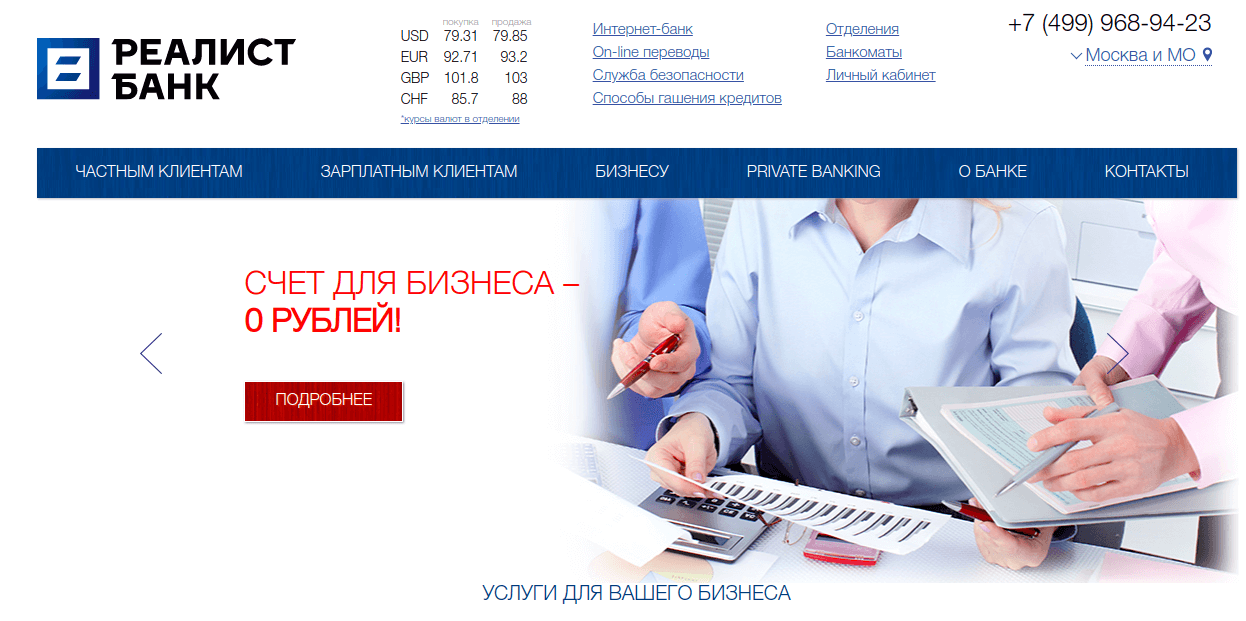 РЕАЛИСТ
БАНК
покупка продажа
USD 79.31 79.85
EUR 92.71 93.2
GBP 101.8 103
CHF 85.7 88
*курсы валют в отделении
Интернет-банк
On-line переводы
Служба безопасности
Способы гашения кредитов
Отделения
Банкоматы
Личный кабинет
+7 (499) 968-94-23
Москва и МО
ЧАСТНЫМ КЛИЕНТАМ ЗАРПЛАТНЫМ КЛИЕНТАМ БИЗНЕСУ PRIVATE BANKING О БАНКЕ КОНТАКТЫ
СЧЕТ ДЛЯ БИЗНЕСА –
0 РУБЛЕЙ!
ПОДРОБНЕЕ
УСЛУГИ ДЛЯ ВАШЕГО БИЗНЕСА